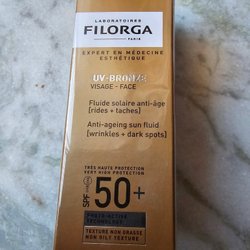 LABORATOIRES
FILORGA
PARIS
EXPERT EN MÉDECINE
ESTHÉTIQUE
UV-BRONZE
VISAGE - FACE
Fluide solaire anti-âge
[rides + taches]
Anti-ageing sun fluid
[wrinkles + dark spots]
TRÈS HAUTE PROTECTION
VERY HIGH PROTECTION
SPF 50+
TEXTURE NON GRASSE
NON OILY TEXTURE